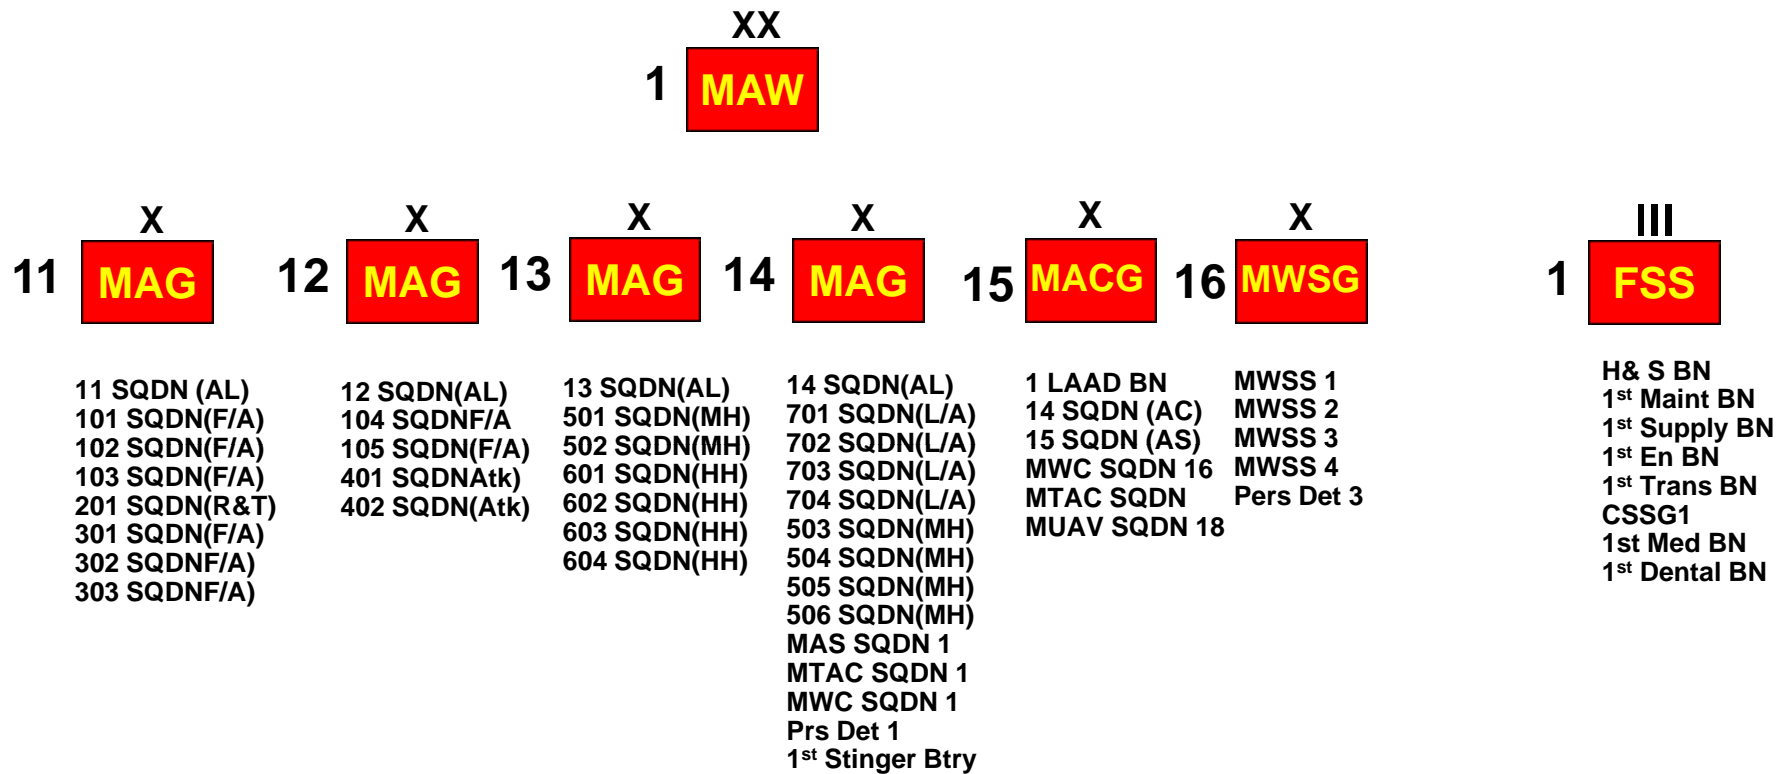 XX
1 MAW
X
11 MAG
X
12 MAG
X
13 MAG
X
14 MAG
X
15 MACG
X
16 MWSG
III
1 FSS
11 SQDN (AL)
101 SQDN(F/A)
102 SQDN(F/A)
103 SQDN(F/A)
201 SQDN(R&T)
301 SQDN(F/A)
302 SQDNF/A)
303 SQDNF/A)
12 SQDN(AL)
104 SQDNF/A
105 SQDN(F/A)
401 SQDNAtk)
402 SQDN(Atk)
13 SQDN(AL)
501 SQDN(MH)
502 SQDN(MH)
601 SQDN(HH)
602 SQDN(HH)
603 SQDN(HH)
604 SQDN(HH)
14 SQDN(AL)
701 SQDN(L/A)
702 SQDN(L/A)
703 SQDN(L/A)
704 SQDN(L/A)
503 SQDN(MH)
504 SQDN(MH)
505 SQDN(MH)
506 SQDN(MH)
MAS SQDN 1
MTAC SQDN 1
MWC SQDN 1
Prs Det 1
1st Stinger Btry
1 LAAD BN
14 SQDN (AC)
15 SQDN (AS)
MWC SQDN 16
MTAC SQDN
MUAV SQDN 18
MWSS 1
MWSS 2
MWSS 3
MWSS 4
Pers Det 3
H& S BN
1st Maint BN
1st Supply BN
1st En BN
1st Trans BN
CSSG1
1st Med BN
1st Dental BN